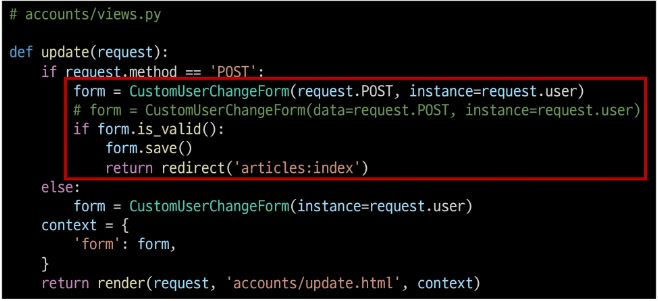 # accounts/views.py
def update(request):
    if request.method == 'POST':
        form = CustomUserChangeForm(request.POST, instance=request.user)
        # form = CustomUserChangeForm(data=request.POST, instance=request.user)
        if form.is_valid():
            form.save()
            return redirect('articles:index')
    else:
        form = CustomUserChangeForm(instance=request.user)
    context = {
        'form': form,
    }
    return render(request, 'accounts/update.html', context)